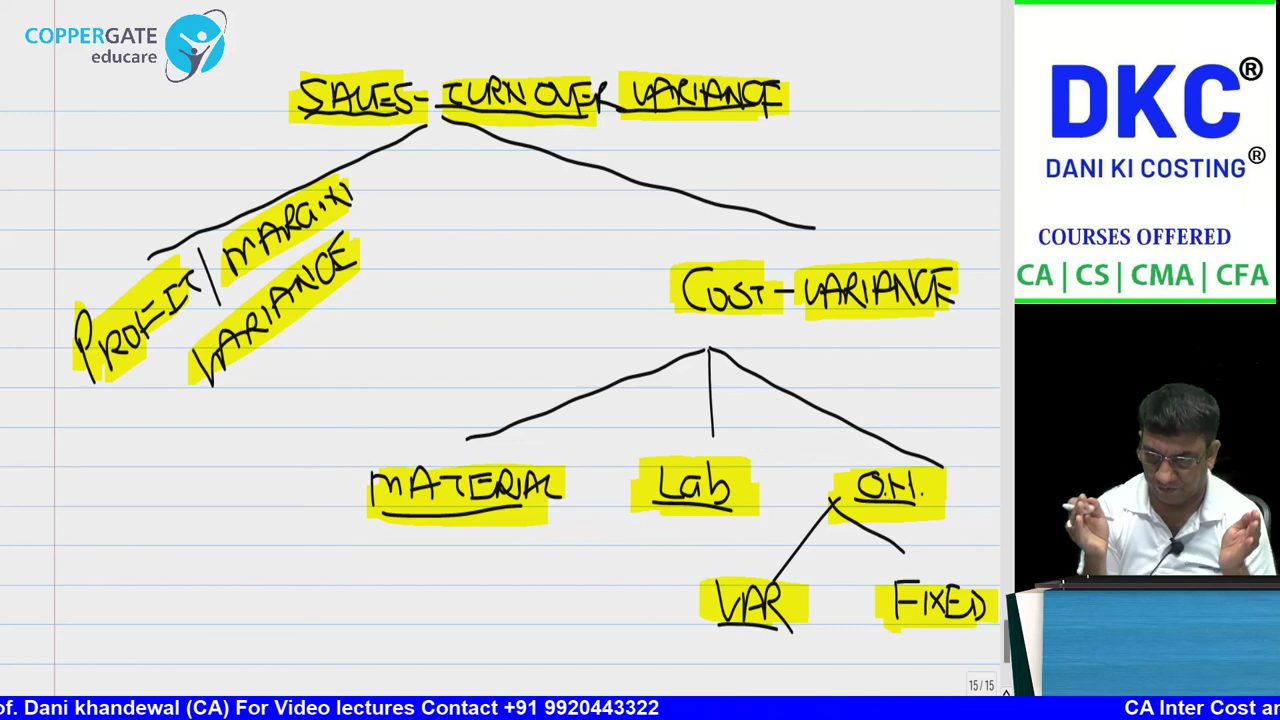 COPPERGATE
educare
SALES- TURNOVER VARIANCE
PROFIT/ MARGIN
VARIANCE
COST-VARIANCE
MATERIAL Lab O.H.
VAR FIXED
15/15
DKC®
DANI KI COSTING®
COURSES OFFERED
CA | CS | CMA | CFA
of. Dani khandewal (CA) For Video lectures Contact +91 9920443322 CA Inter Cost an